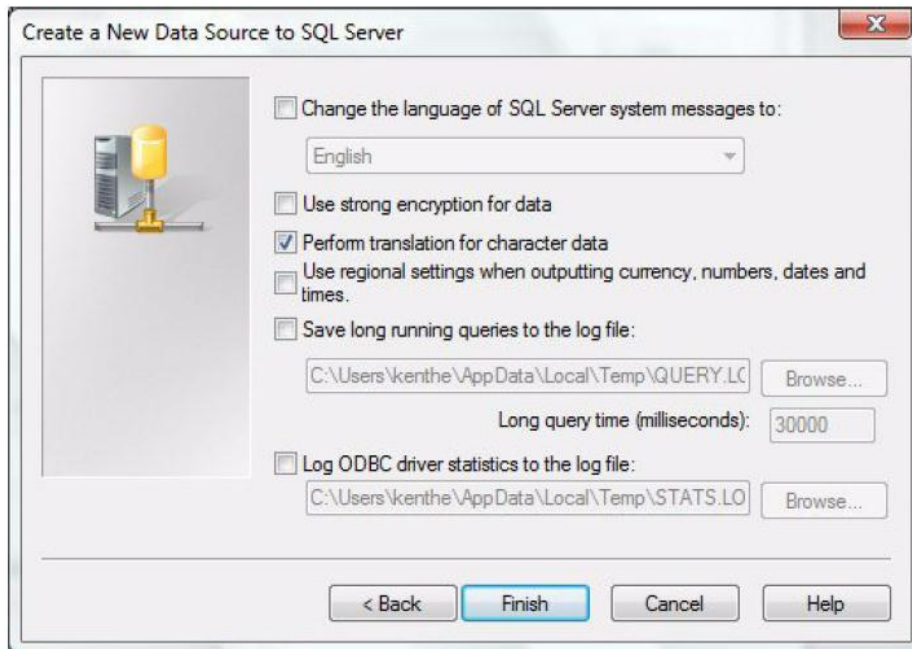 Create a New Data Source to SQL Server
Change the language of SQL Server system messages to:
English
Use strong encryption for data
Perform translation for character data
Use regional settings when outputting currency, numbers, dates and
times.
Save long running queries to the log file:
C:\Users\kenthe\AppData\Local\Temp\QUERY.LO
Browse...
Long query time (milliseconds):
30000
Log ODBC driver statistics to the log file:
C:\Users\kenthe\AppData\Local\Temp\STATS.LO
Browse...
< Back
Finish
Cancel
Help